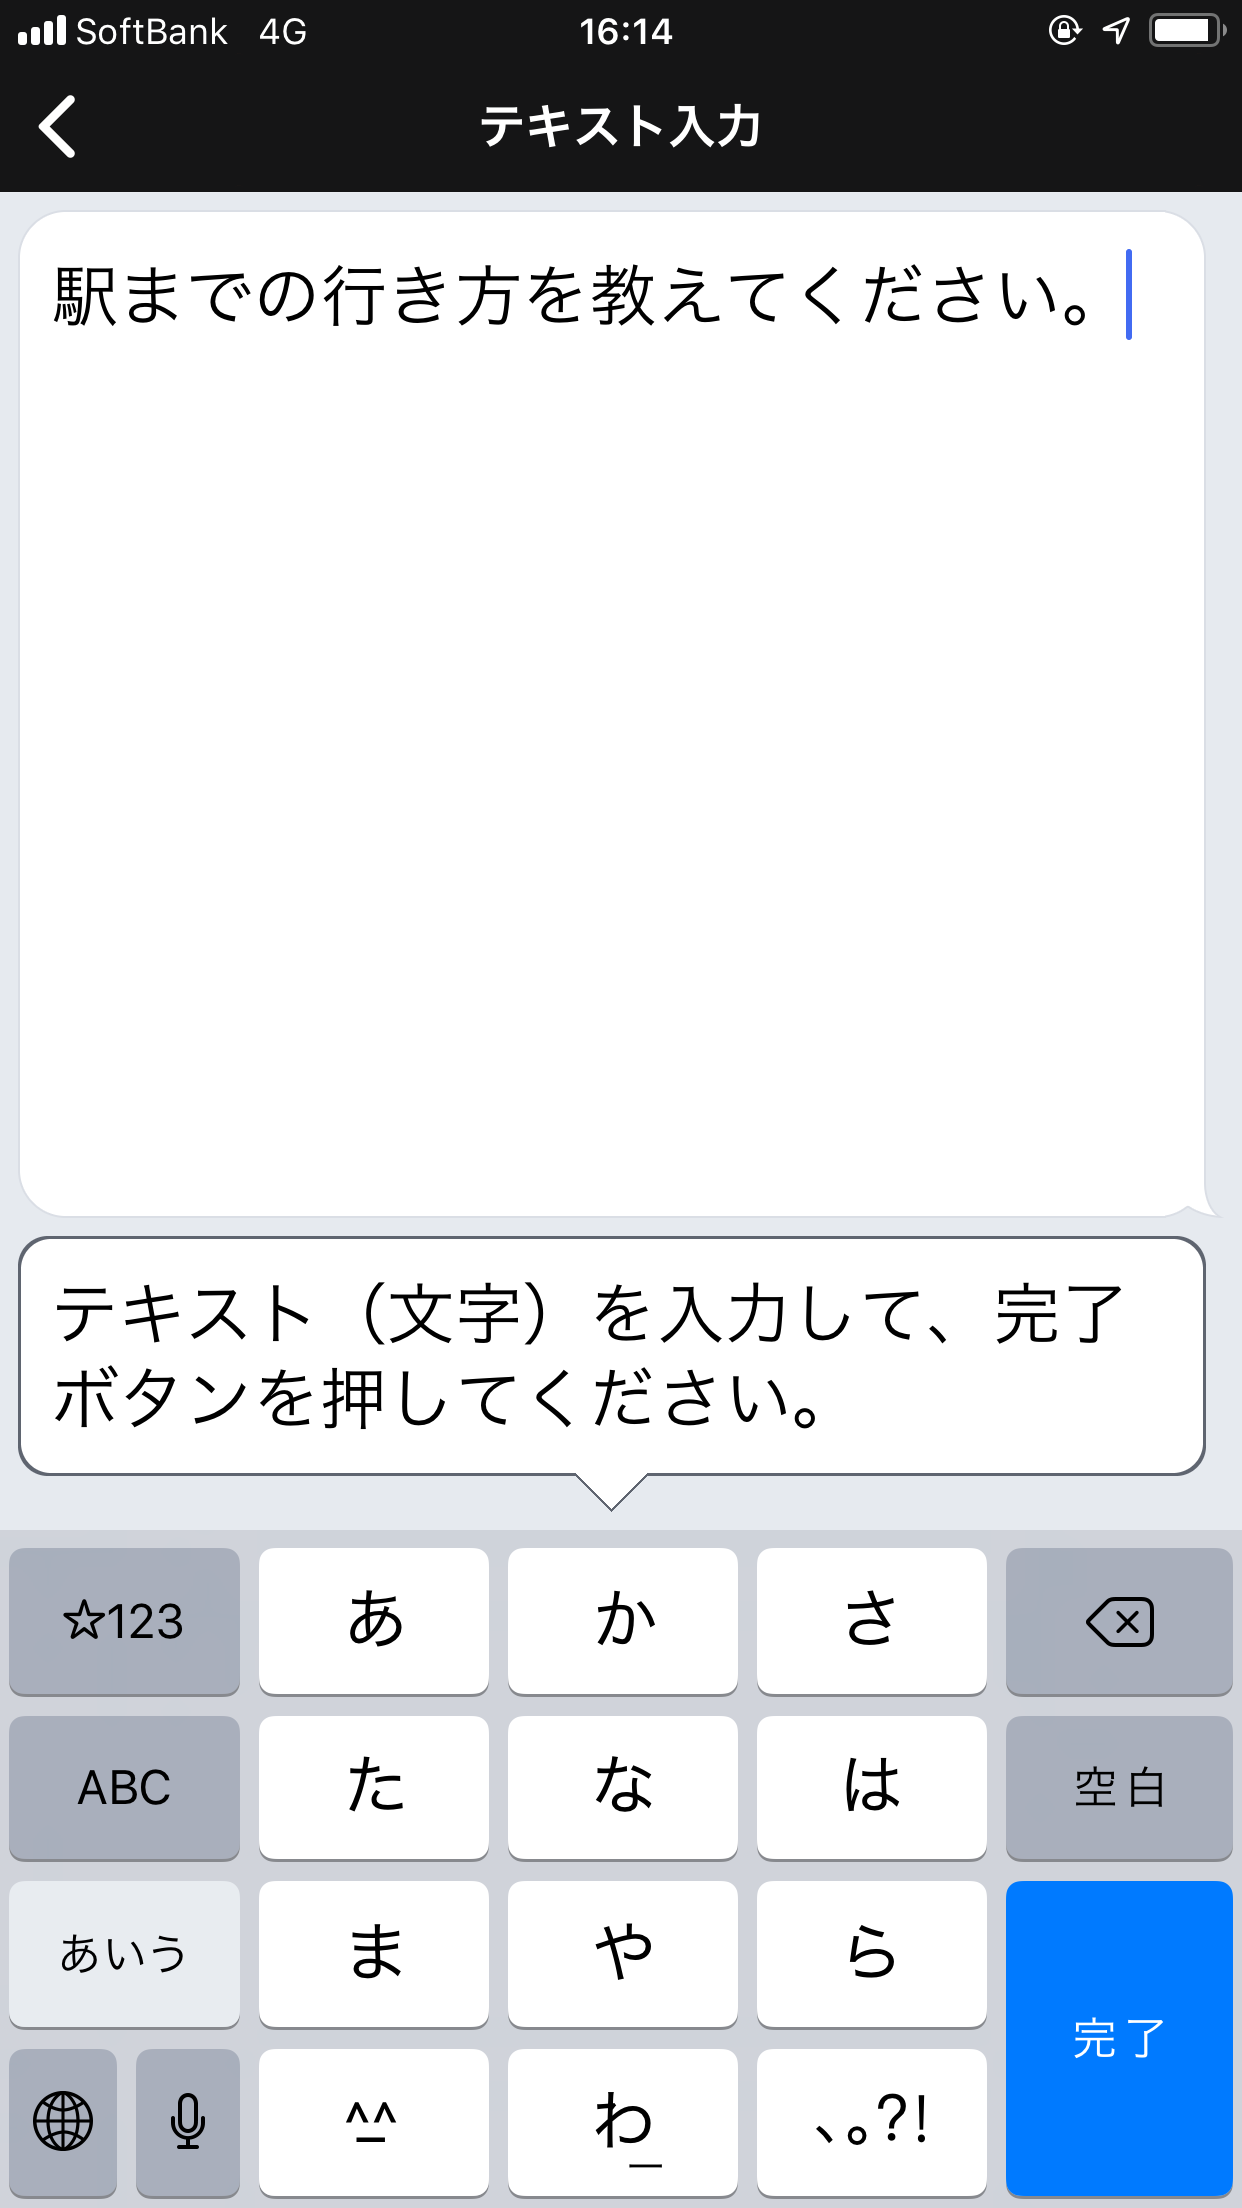 SoftBank 4G 16:14
テキスト入力
駅までの行き方を教えてください。
テキスト（文字）を入力して、完了
ボタンを押してください。
☆123 あ か さ
ABC た な は 空白
あいう ま や ら 完了
^_^ わ_ 、。?!